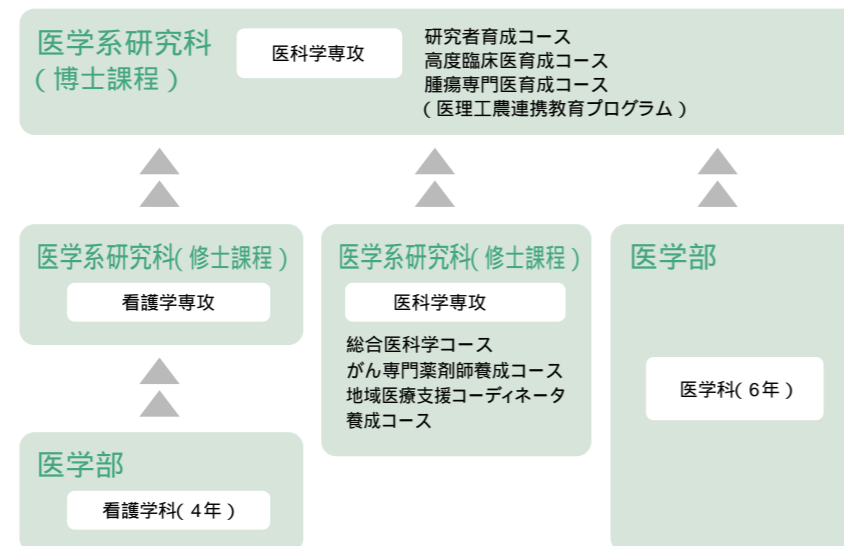 医学系研究科
(博士課程)
医科学専攻
研究者育成コース
高度臨床医育成コース
腫瘍専門医育成コース
(医理工農連携教育プログラム)
医学系研究科(修士課程)
看護学専攻
医学系研究科(修士課程)
医科学専攻
総合医科学コース
がん専門薬剤師養成コース
地域医療支援コーディネータ
養成コース
医学部
医学科(6年)
医学部
看護学科(4年)